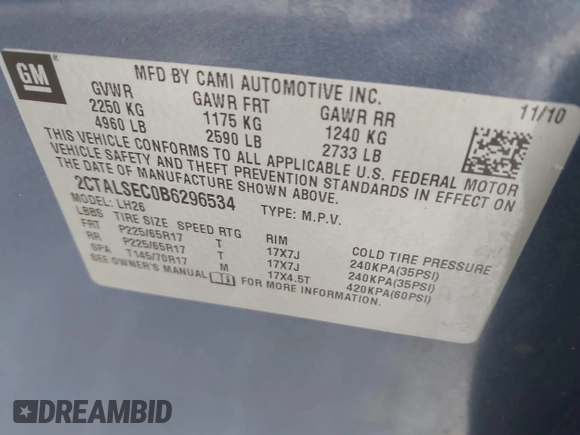 GM
MFD BY CAMI AUTOMOTIVE INC.
11/10
GVWR GAWR FRT GAWR RR
2250 KG 1175 KG 1240 KG
4960 LB 2590 LB 2733 LB
THIS VEHICLE CONFORMS TO ALL APPLICABLE U.S. FEDERAL MOTOR
VEHICLE SAFETY AND THEFT PREVENTION STANDARDS IN EFFECT ON
THE DATE OF MANUFACTURE SHOWN ABOVE.
2CTALSEC0B6296534 TYPE: M.P.V.
MODEL: LH26
LBBS TIRE SIZE SPEED RTG RIM COLD TIRE PRESSURE
FRT P225/65R17 T 17X7J 240KPA(35PSI)
RR P225/65R17 T 17X7J 240KPA(35PSI)
SPA T145/70R17 M 17X4.5T 420KPA(60PSI)
SEE OWNER'S MANUAL i FOR MORE INFORMATION.
DREAMBID